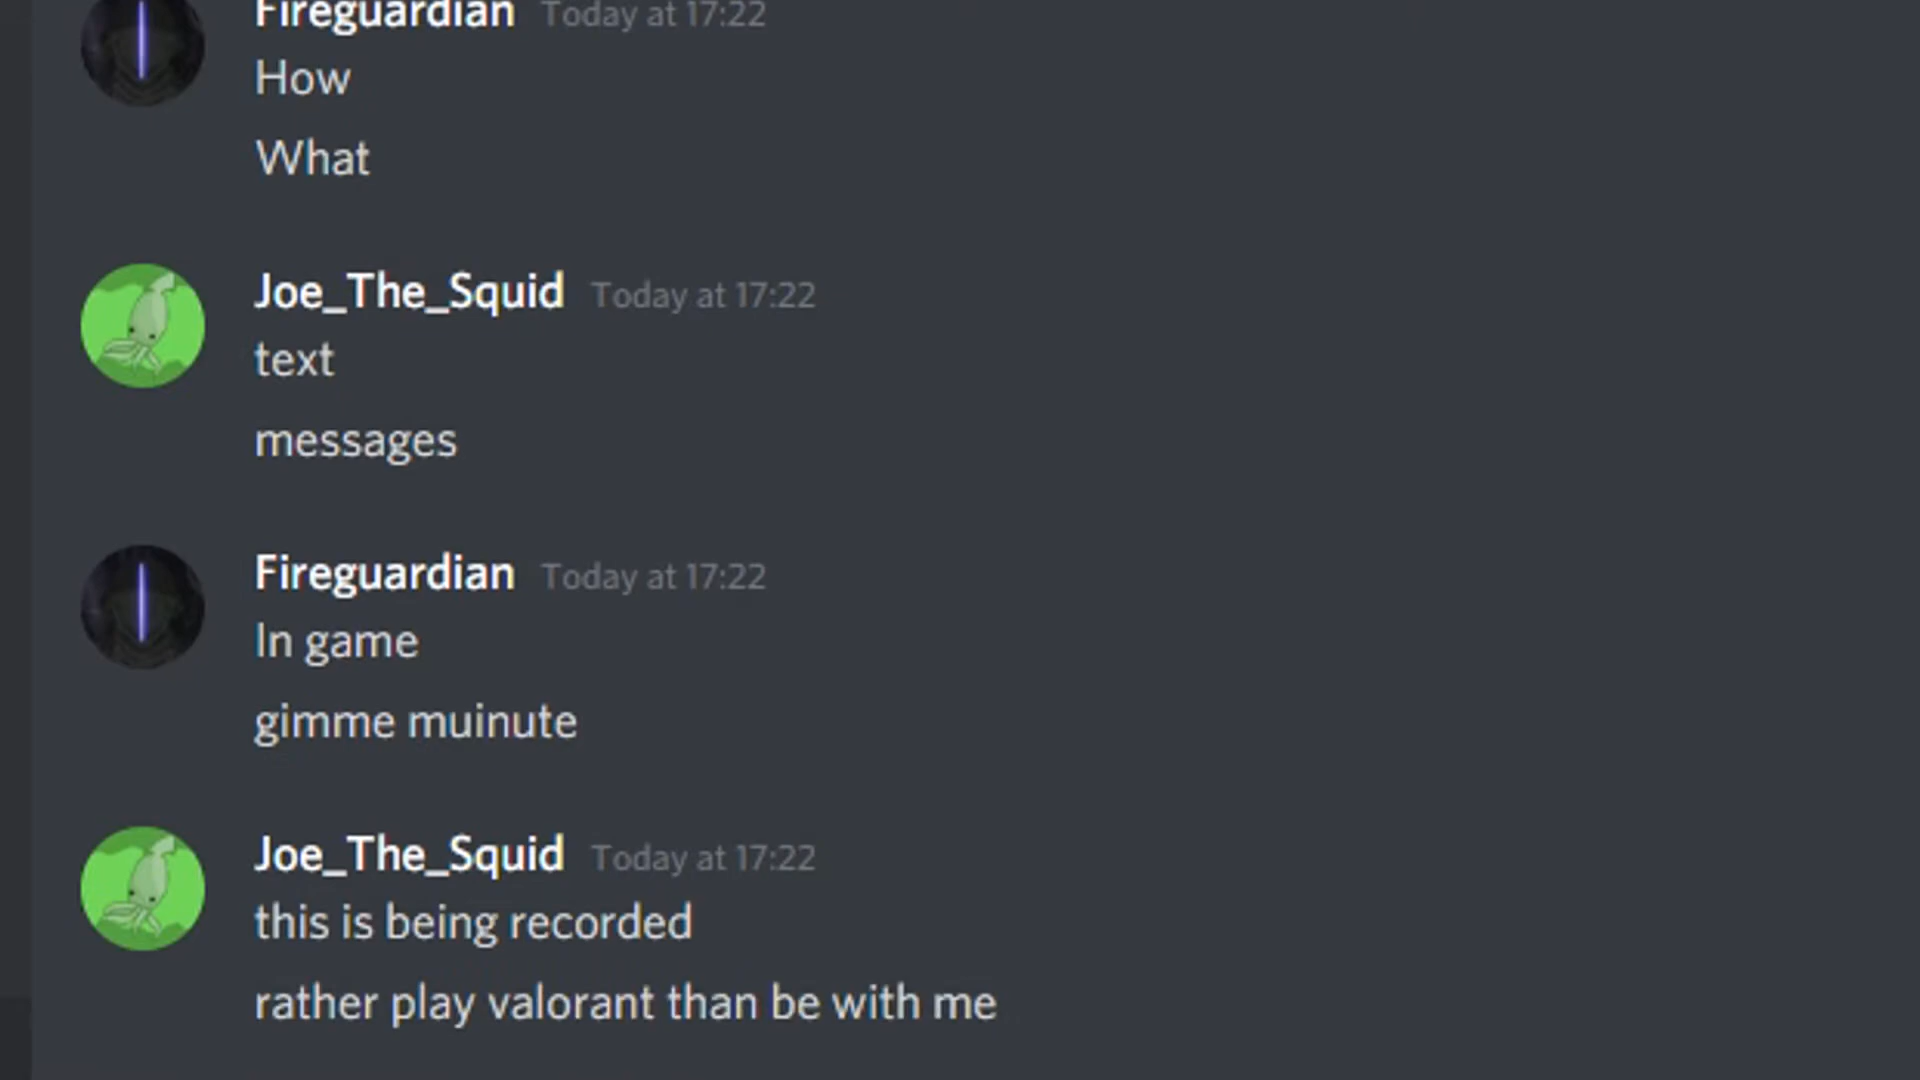 Fireguardian Today at 17:22
How
What
Joe_The_Squid Today at 17:22
text
messages
Fireguardian Today at 17:22
In game
gimme muinute
Joe_The_Squid Today at 17:22
this is being recorded
rather play valorant than be with me